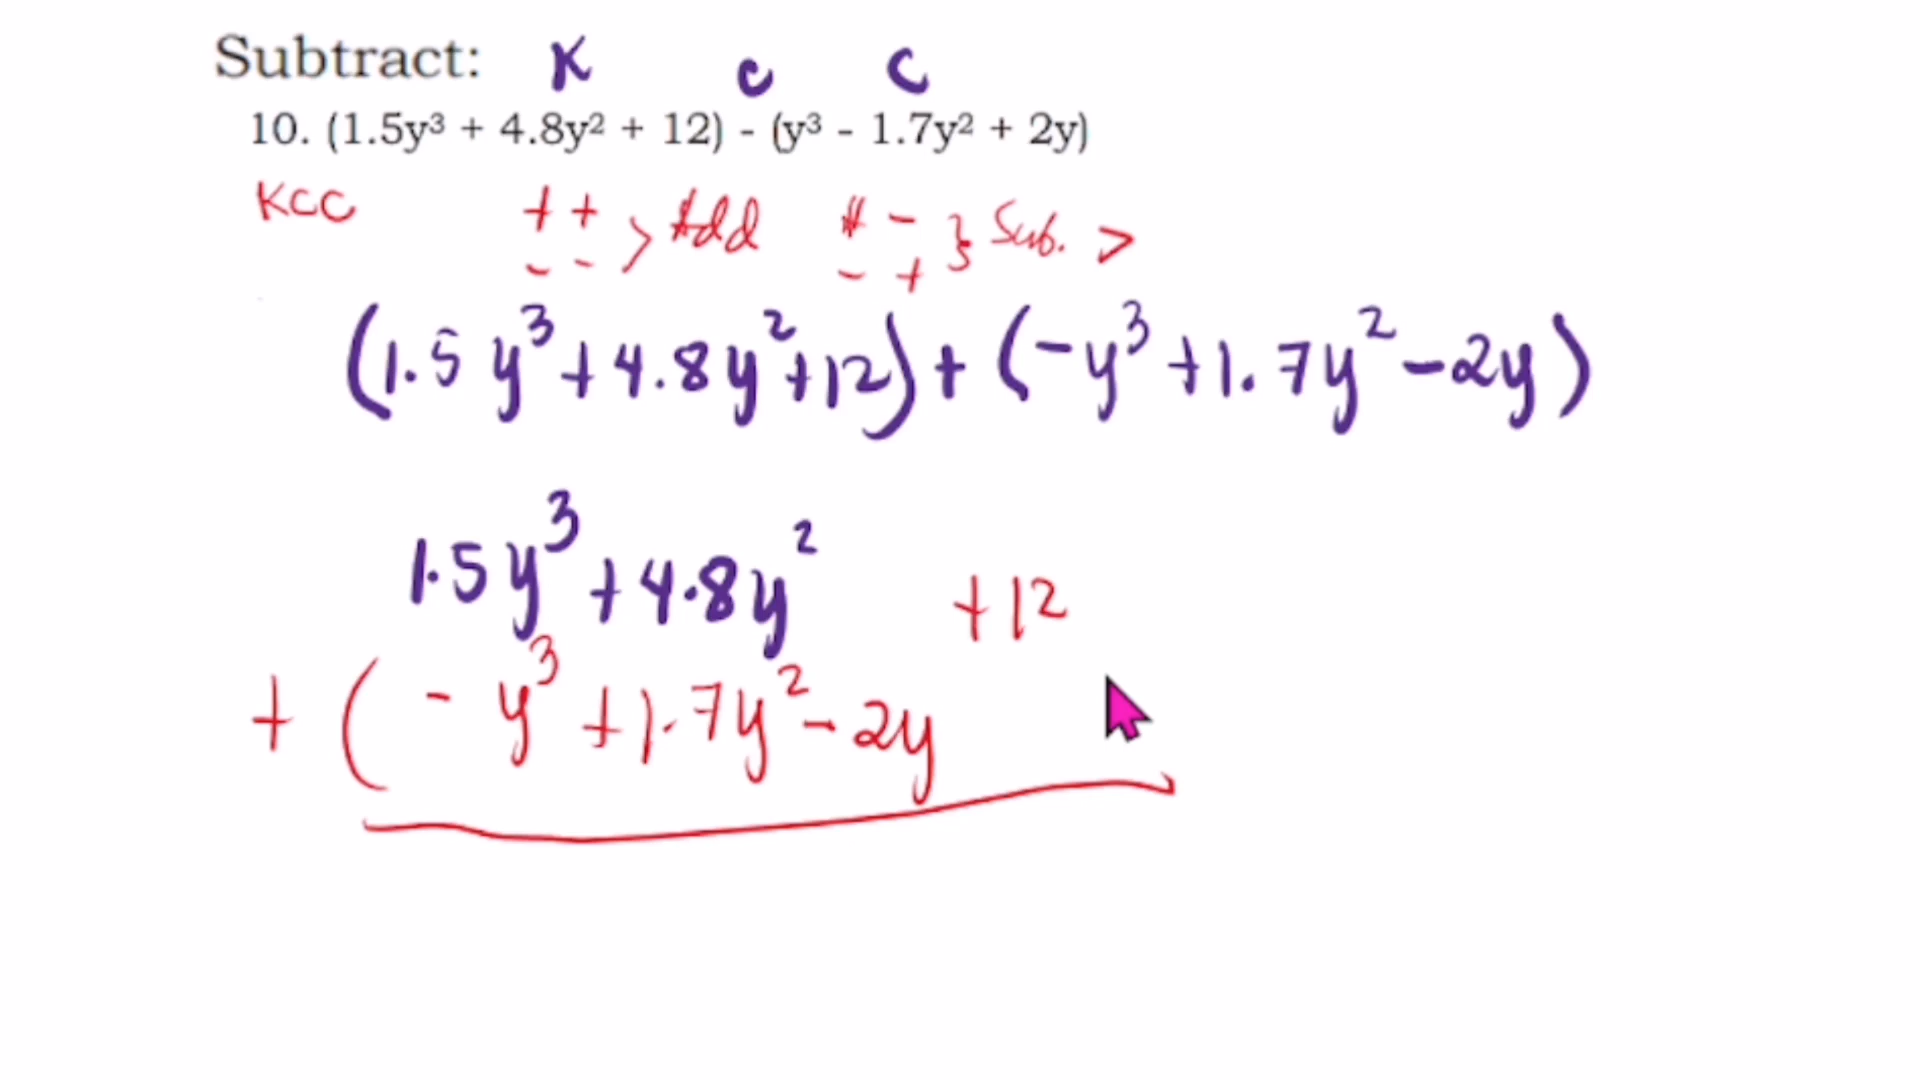 Subtract: K C C
10. (1.5y³ + 4.8y² + 12) - (y³ - 1.7y² + 2y)
KCC + + > Add + - } Sub. >
- - - +
(1.5y³+4.8y²+12)+(-y³+1.7y²-2y)
1.5y³+4.8y² +12
+ (-y³+1.7y²-2y